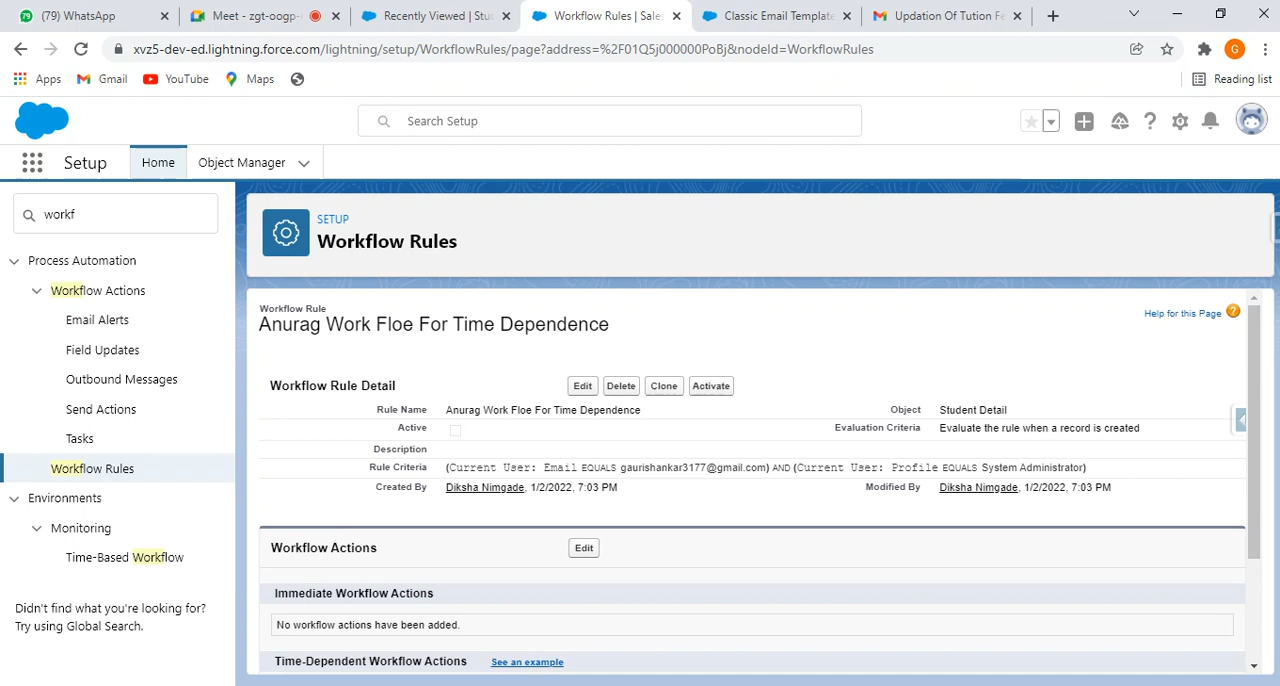 (79) WhatsApp
Meet - zgt-oogp-
Recently Viewed | Stu
Workflow Rules | Sales
Classic Email Template
Updation Of Tution Fe
xvz5-dev-ed.lightning.force.com/lightning/setup/WorkflowRules/page?address=%2F01Q5j000000PoBj&nodeId=WorkflowRules
G
Apps
Gmail
YouTube
Maps
Reading list
Search Setup
Setup
Home
Object Manager
workf
Process Automation
Workflow Actions
Email Alerts
Field Updates
Outbound Messages
Send Actions
Tasks
Workflow Rules
Environments
Monitoring
Time-Based Workflow
Didn't find what you're looking for?
Try using Global Search.
SETUP
Workflow Rules
Workflow Rule
Anurag Work Floe For Time Dependence
Help for this Page
Workflow Rule Detail
Edit
Delete
Clone
Activate
Rule Name Anurag Work Floe For Time Dependence
Object Student Detail
Active
Evaluation Criteria Evaluate the rule when a record is created
Description
Rule Criteria (Current User: Email EQUALS gaurishankar3177@gmail.com) AND (Current User: Profile EQUALS System Administrator)
Created By Diksha Nimgade, 1/2/2022, 7:03 PM
Modified By Diksha Nimgade, 1/2/2022, 7:03 PM
Workflow Actions
Edit
Immediate Workflow Actions
No workflow actions have been added.
Time-Dependent Workflow Actions See an example